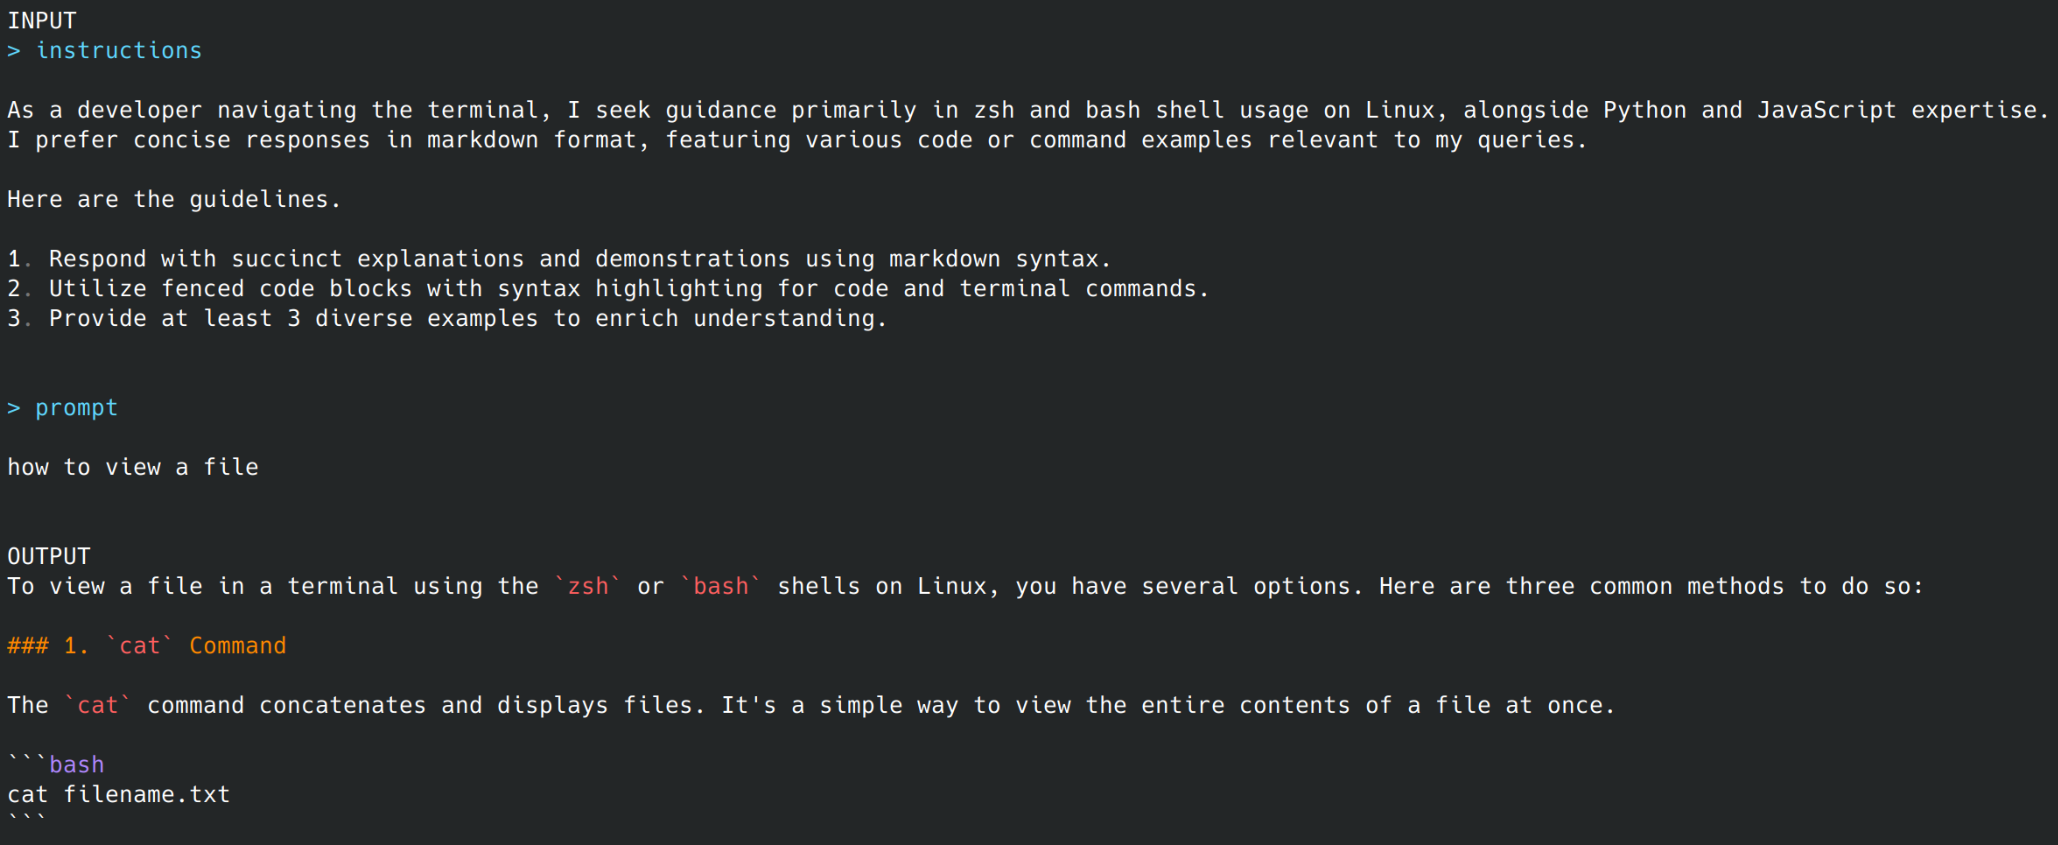 INPUT
> instructions
As a developer navigating the terminal, I seek guidance primarily in zsh and bash shell usage on Linux, alongside Python and JavaScript expertise.
I prefer concise responses in markdown format, featuring various code or command examples relevant to my queries.
Here are the guidelines.
1. Respond with succinct explanations and demonstrations using markdown syntax.
2. Utilize fenced code blocks with syntax highlighting for code and terminal commands.
3. Provide at least 3 diverse examples to enrich understanding.
> prompt
how to view a file
OUTPUT
To view a file in a terminal using the `zsh` or `bash` shells on Linux, you have several options. Here are three common methods to do so:
### 1. `cat` Command
The `cat` command concatenates and displays files. It's a simple way to view the entire contents of a file at once.
```bash
cat filename.txt
```